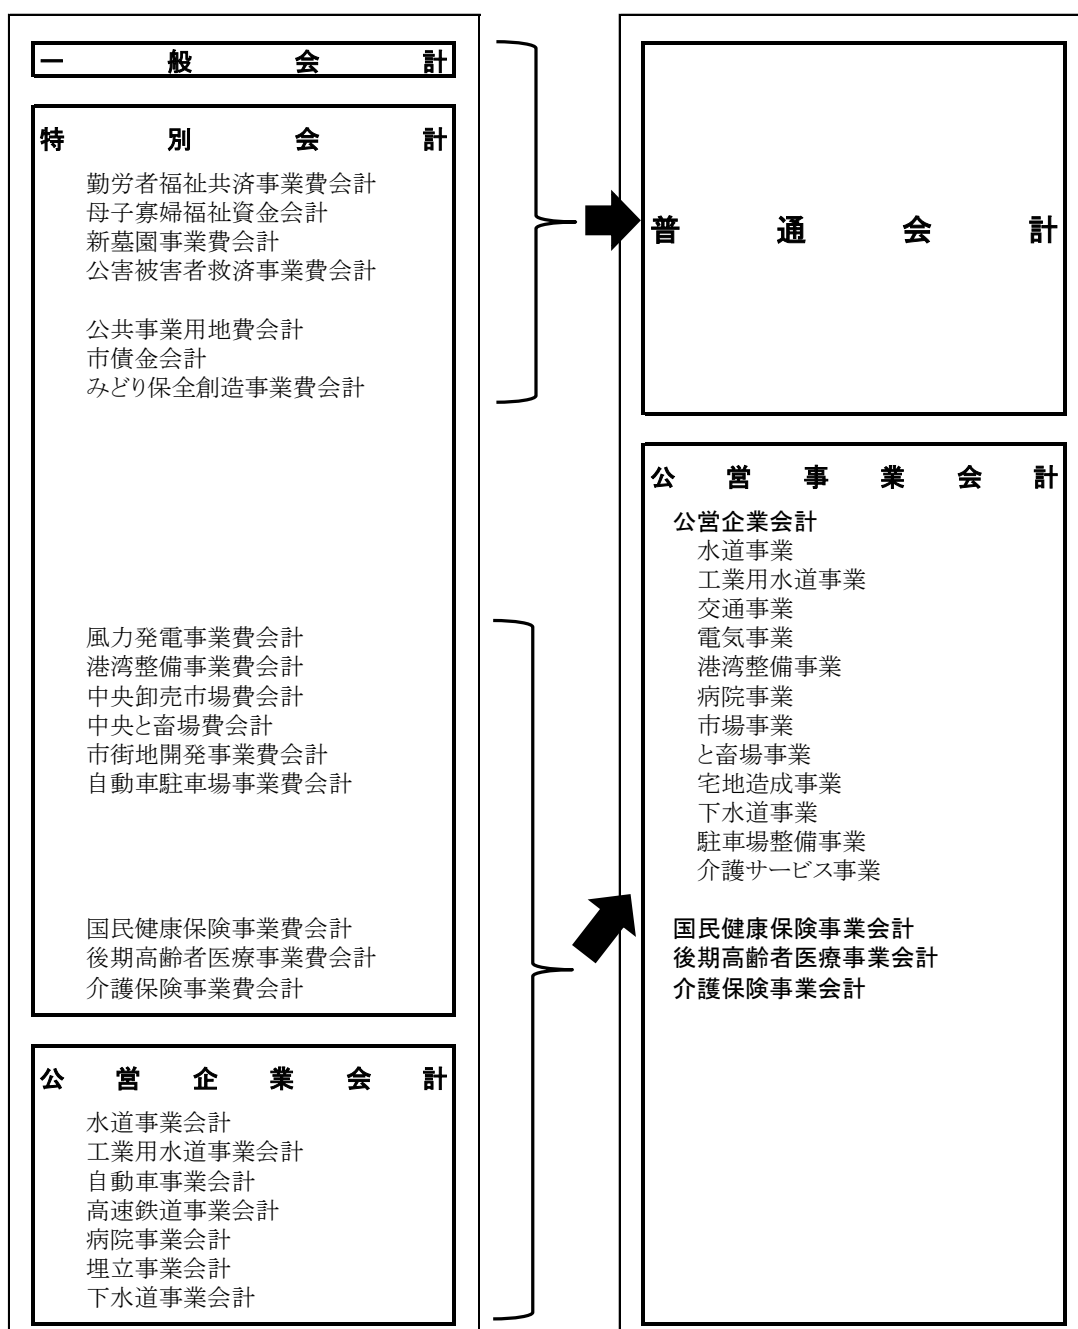 一般会計
特別会計
勤労者福祉共済事業費会計
母子寡婦福祉資金会計
新墓園事業費会計
公害被害者救済事業費会計
公共事業用地費会計
市債金会計
みどり保全創造事業費会計
風力発電事業費会計
港湾整備事業費会計
中央卸売市場費会計
中央と畜場費会計
市街地開発事業費会計
自動車駐車場事業費会計
国民健康保険事業費会計
後期高齢者医療事業費会計
介護保険事業費会計
公営企業会計
水道事業会計
工業用水道事業会計
自動車事業会計
高速鉄道事業会計
病院事業会計
埋立事業会計
下水道事業会計
普通会計
公営事業会計
公営企業会計
水道事業
工業用水道事業
交通事業
電気事業
港湾整備事業
病院事業
市場事業
と畜場事業
宅地造成事業
下水道事業
駐車場整備事業
介護サービス事業
国民健康保険事業会計
後期高齢者医療事業会計
介護保険事業会計